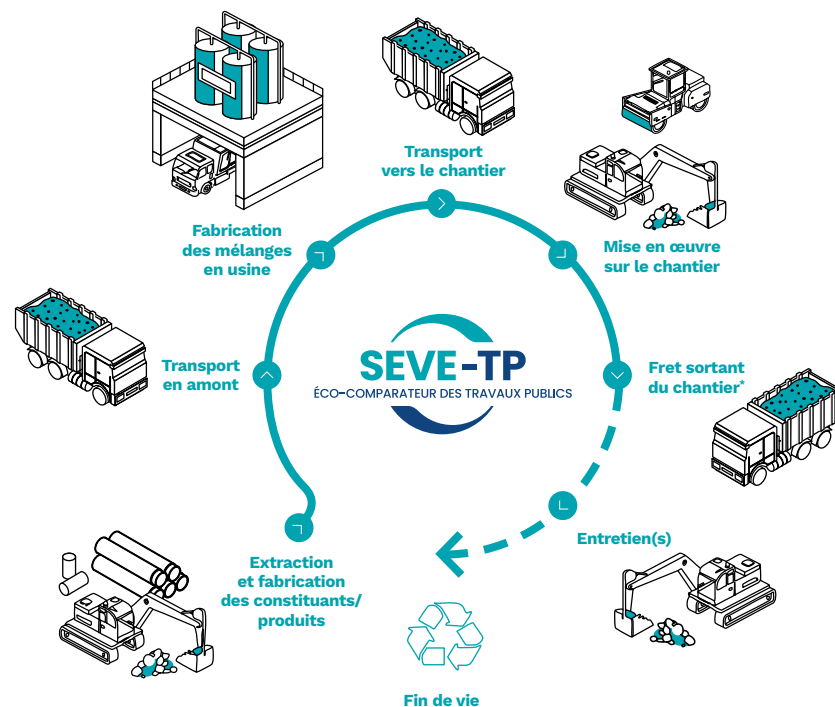 Transport
vers le chantier
Fabrication
des mélanges
en usine
Mise en œuvre
sur le chantier
Transport
en amont
SEVE-TP
ÉCO-COMPARATEUR DES TRAVAUX PUBLICS
Fret sortant
du chantier*
Extraction
et fabrication
des constituants/
produits
Entretien(s)
Fin de vie